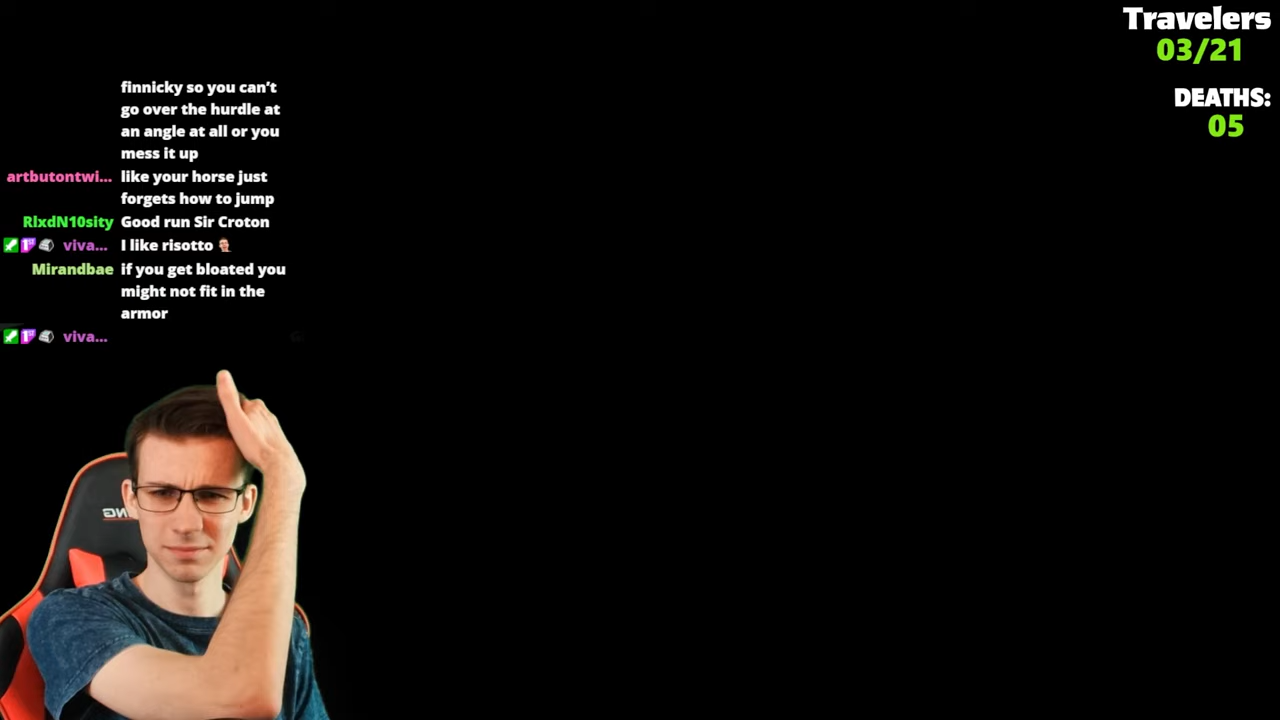 Travelers
03/21
DEATHS:
05
finnicky so you can't
go over the hurdle at
an angle at all or you
mess it up
artbutontwi... like your horse just
forgets how to jump
RlxdN10sity Good run Sir Croton
viva... I like risotto
Mirandbae if you get bloated you
might not fit in the
armor
viva...